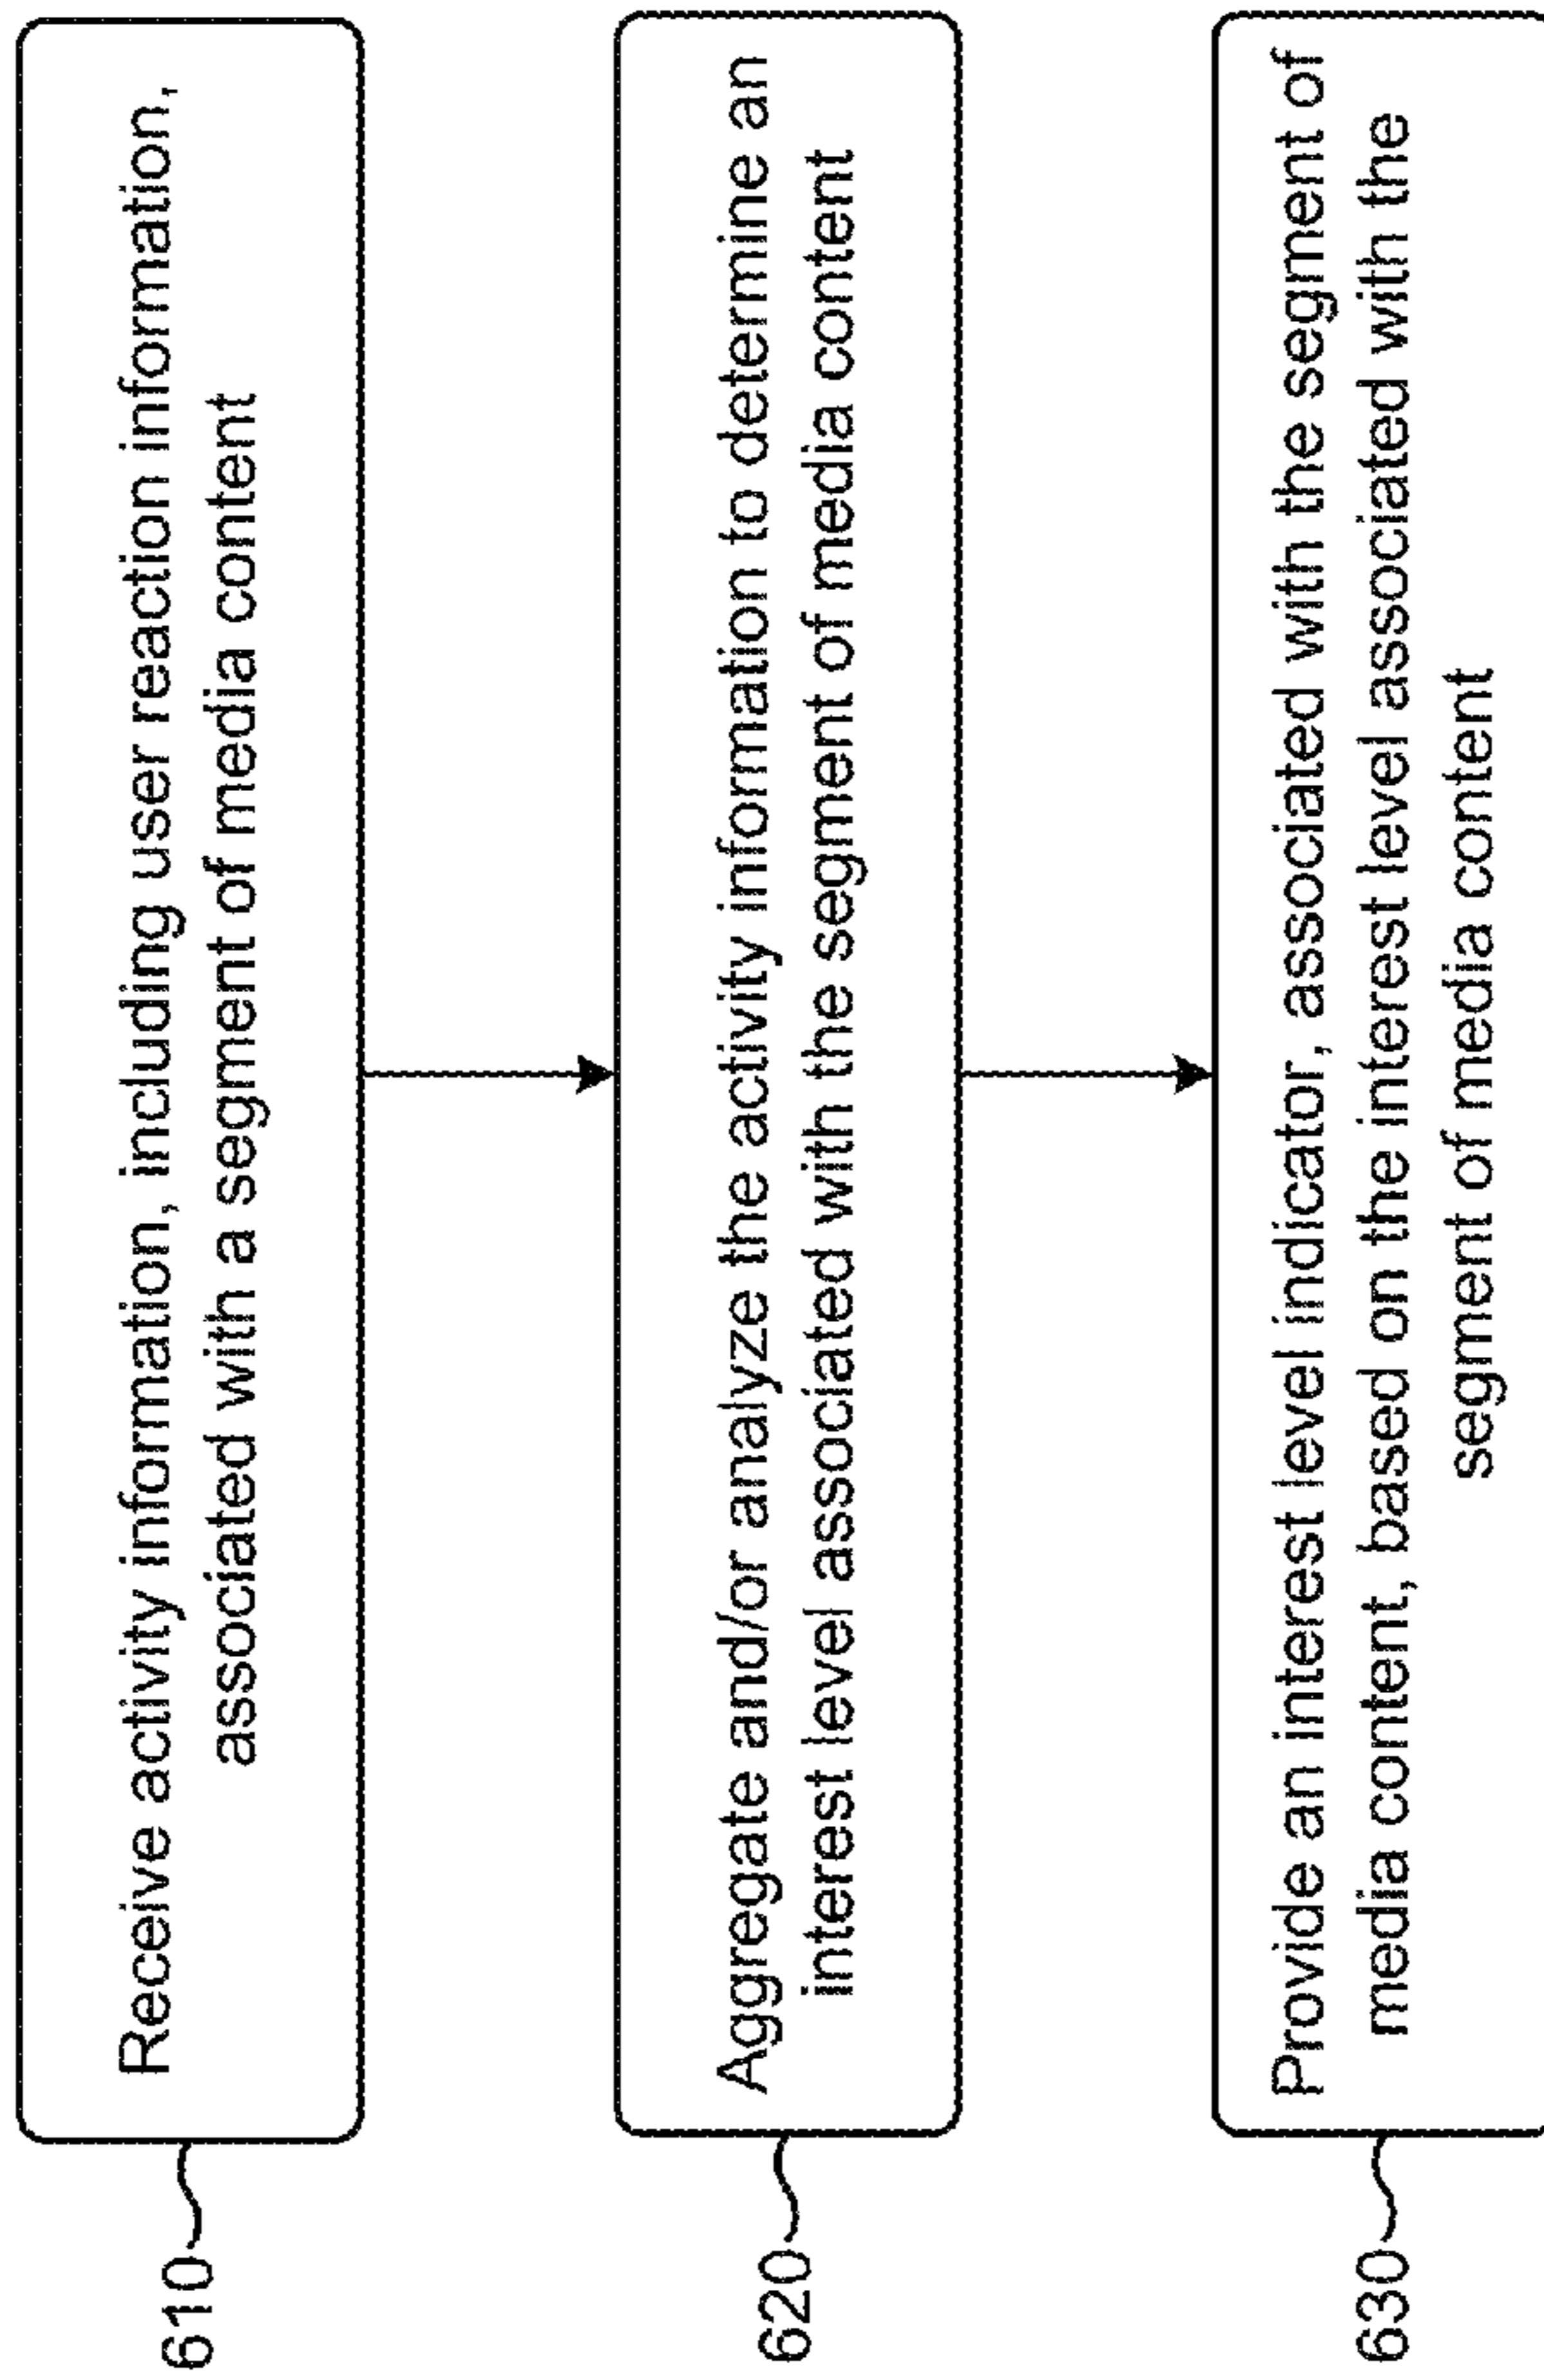 610
Receive activity information, including user reaction information,
associated with a segment of media content
620
Aggregate and/or analyze the activity information to determine an
interest level associated with the segment of media content
630
Provide an interest level indicator, associated with the segment of
media content, based on the interest level associated with the
segment of media content